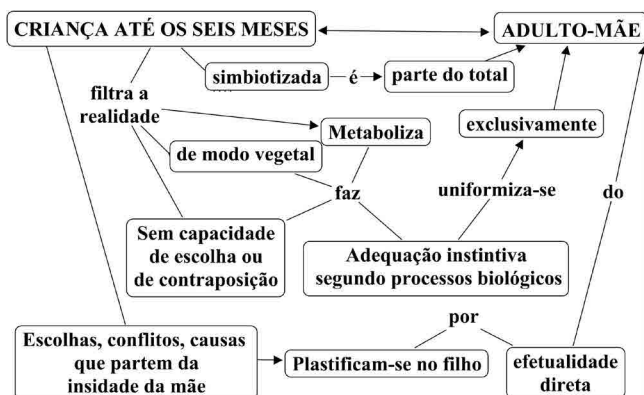 CRIANÇA ATÉ OS SEIS MESES
ADULTO-MÃE
simbiotizada
é
parte do total
filtra a
realidade
Metaboliza
exclusivamente
de modo vegetal
faz
uniformiza-se
do
Sem capacidade
de escolha ou
de contraposição
Adequação instintiva
segundo processos biológicos
por
Escolhas, conflitos, causas
que partem da
insidade da mãe
Plastificam-se no filho
efetualidade
direta